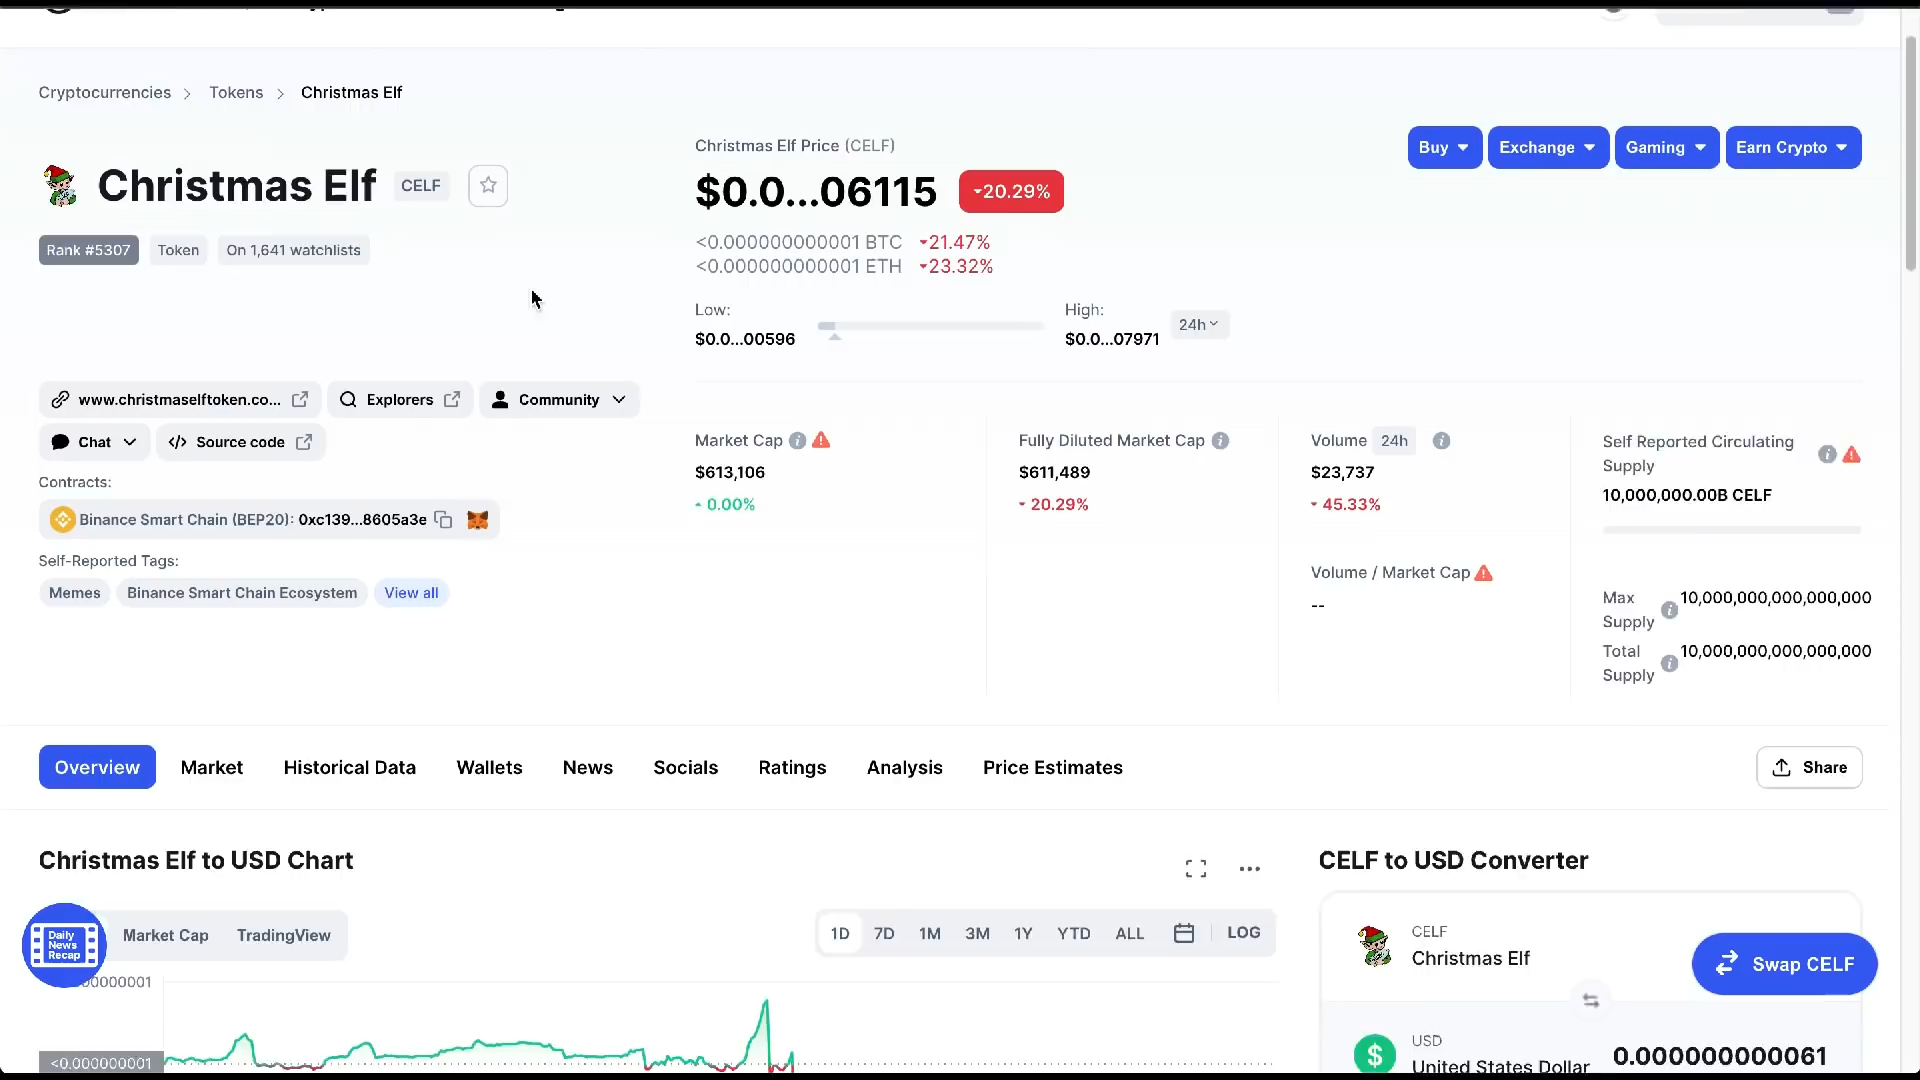 Cryptocurrencies > Tokens > Christmas Elf
Christmas Elf CELF
Rank #5307 Token On 1,641 watchlists
Christmas Elf Price (CELF)
$0.0...06115 20.29%
<0.000000000001 BTC 21.47%
<0.000000000001 ETH 23.32%
Low:
$0.0...00596
High:
$0.0...07971
24h
Buy Exchange Gaming Earn Crypto
www.christmaselftoken.co... Explorers Community
Chat Source code
Contracts:
Binance Smart Chain (BEP20): 0xc139...8605a3e
Self-Reported Tags:
Memes Binance Smart Chain Ecosystem View all
Market Cap
$613,106
0.00%
Fully Diluted Market Cap
$611,489
20.29%
Volume 24h
$23,737
45.33%
Volume / Market Cap
--
Self Reported Circulating
Supply
10,000,000.00B CELF
Max
Supply
10,000,000,000,000,000
Total
Supply
10,000,000,000,000,000
Overview Market Historical Data Wallets News Socials Ratings Analysis Price Estimates Share
Christmas Elf to USD Chart
Market Cap TradingView
1D 7D 1M 3M 1Y YTD ALL LOG
Daily
News
Recap
00000001
<0.000000001
CELF to USD Converter
CELF
Christmas Elf
Swap CELF
USD
United States Dollar
0.000000000061